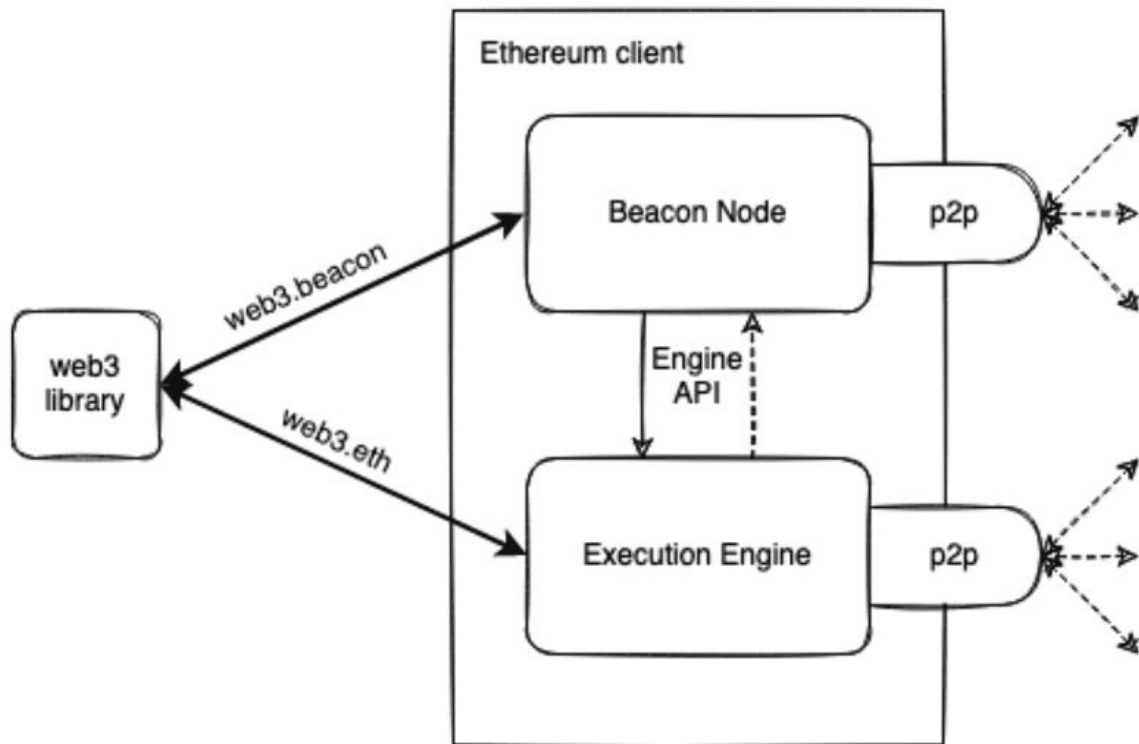 Ethereum client
Beacon Node
p2p
web3.beacon
web3
library
Engine
API
web3.eth
Execution Engine
p2p